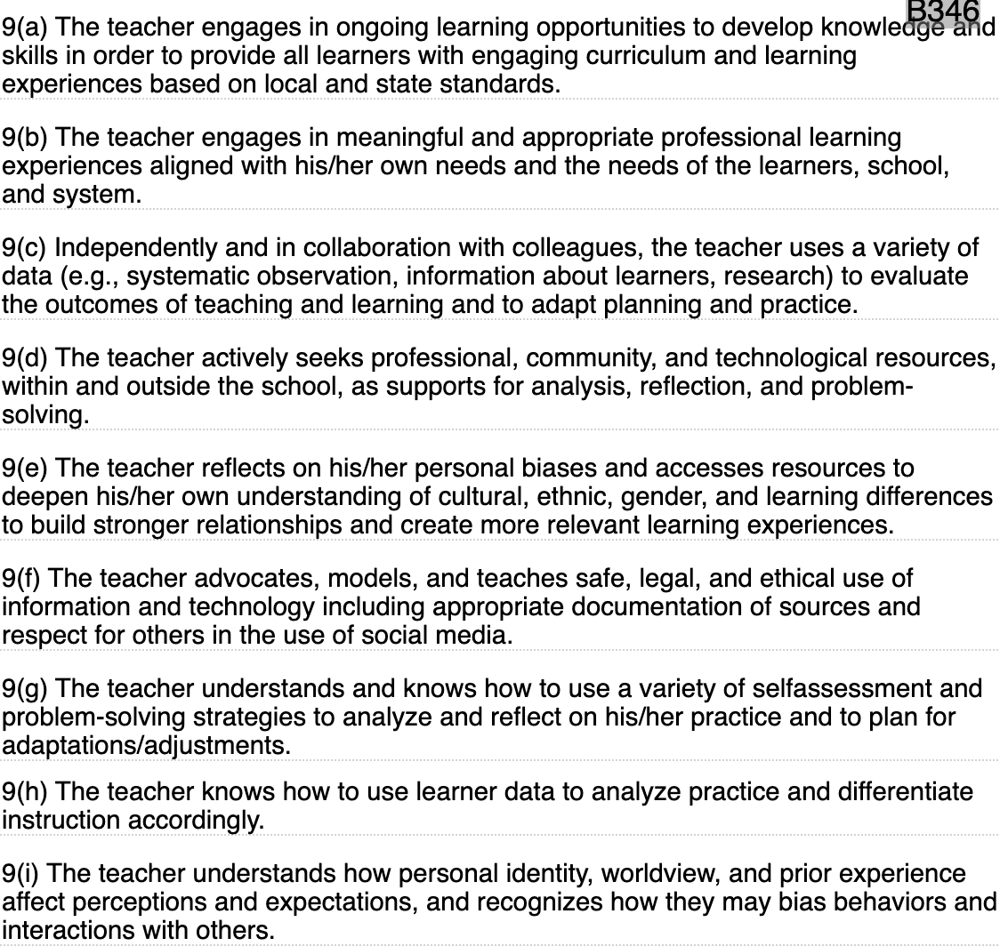 B346
9(a) The teacher engages in ongoing learning opportunities to develop knowledge and
skills in order to provide all learners with engaging curriculum and learning
experiences based on local and state standards.
9(b) The teacher engages in meaningful and appropriate professional learning
experiences aligned with his/her own needs and the needs of the learners, school,
and system.
9(c) Independently and in collaboration with colleagues, the teacher uses a variety of
data (e.g., systematic observation, information about learners, research) to evaluate
the outcomes of teaching and learning and to adapt planning and practice.
9(d) The teacher actively seeks professional, community, and technological resources,
within and outside the school, as supports for analysis, reflection, and problem-
solving.
9(e) The teacher reflects on his/her personal biases and accesses resources to
deepen his/her own understanding of cultural, ethnic, gender, and learning differences
to build stronger relationships and create more relevant learning experiences.
9(f) The teacher advocates, models, and teaches safe, legal, and ethical use of
information and technology including appropriate documentation of sources and
respect for others in the use of social media.
9(g) The teacher understands and knows how to use a variety of selfassessment and
problem-solving strategies to analyze and reflect on his/her practice and to plan for
adaptations/adjustments.
9(h) The teacher knows how to use learner data to analyze practice and differentiate
instruction accordingly.
9(i) The teacher understands how personal identity, worldview, and prior experience
affect perceptions and expectations, and recognizes how they may bias behaviors and
interactions with others.